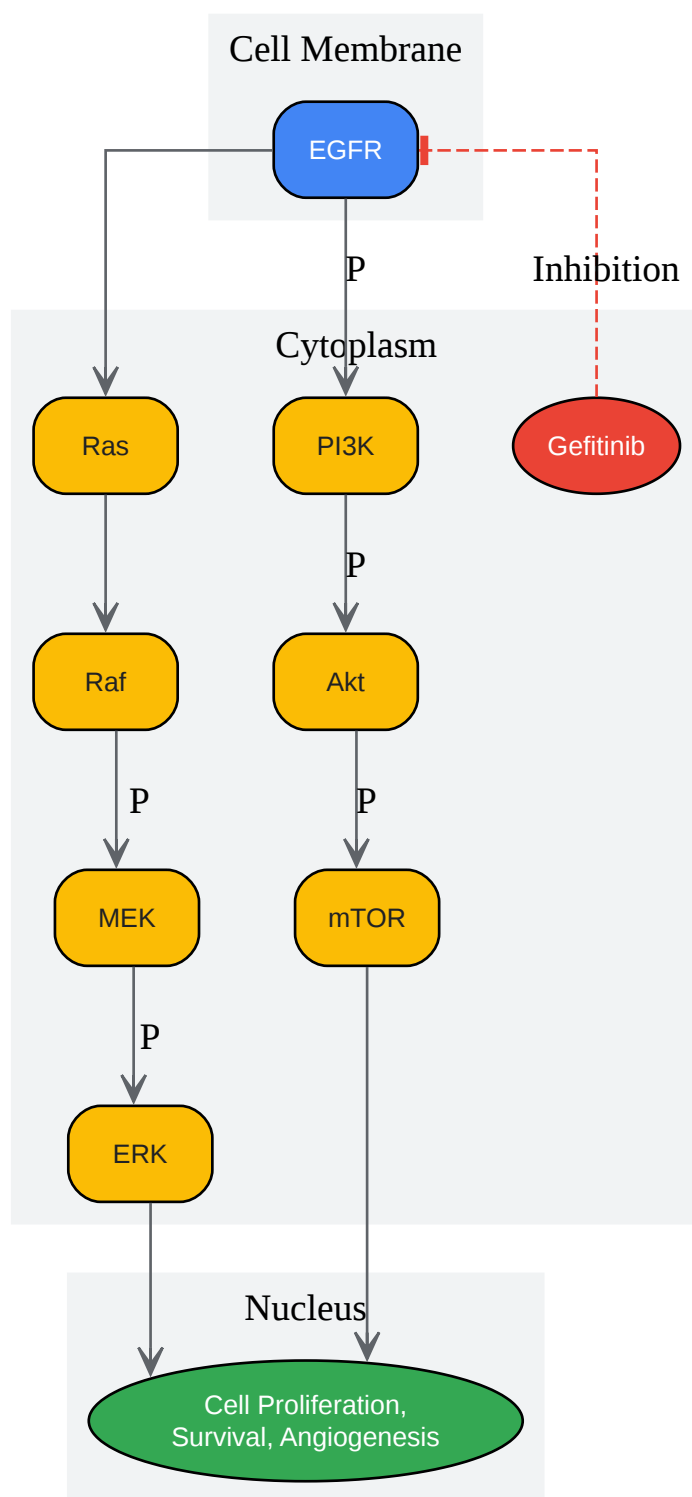 Cell Membrane
EGFR
P
Inhibition
Cytoplasm
Ras
PI3K
Gefitinib
P
Raf
Akt
P
P
MEK
mTOR
P
ERK
Nucleus
Cell Proliferation,
Survival, Angiogenesis